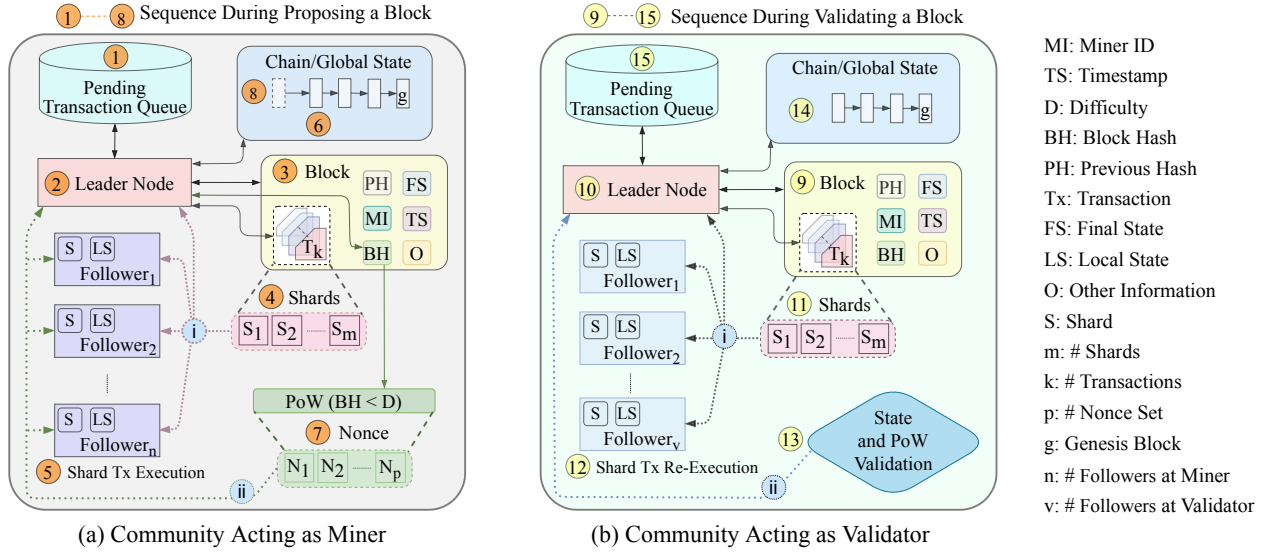 1 8 Sequence During Proposing a Block
1
Pending
Transaction Queue
Chain/Global State
8
g
6
2 Leader Node
3 Block
PH FS
MI TS
BH O
Tk
S LS
Follower1
S LS
Follower2
S LS
Followern
4 Shards
S1 S2 Sm
i
PoW (BH < D)
7 Nonce
N1 N2 Np
5 Shard Tx Execution
ii
(a) Community Acting as Miner
9 15 Sequence During Validating a Block
15
Pending
Transaction Queue
Chain/Global State
14
g
10 Leader Node
9 Block
PH FS
MI TS
BH O
Tk
S LS
Follower1
S LS
Follower2
S LS
Followerv
11 Shards
S1 S2 Sm
i
13
State
and PoW
Validation
12 Shard Tx Re-Execution
ii
(b) Community Acting as Validator
MI: Miner ID
TS: Timestamp
D: Difficulty
BH: Block Hash
PH: Previous Hash
Tx: Transaction
FS: Final State
LS: Local State
O: Other Information
S: Shard
m: # Shards
k: # Transactions
p: # Nonce Set
g: Genesis Block
n: # Followers at Miner
v: # Followers at Validator